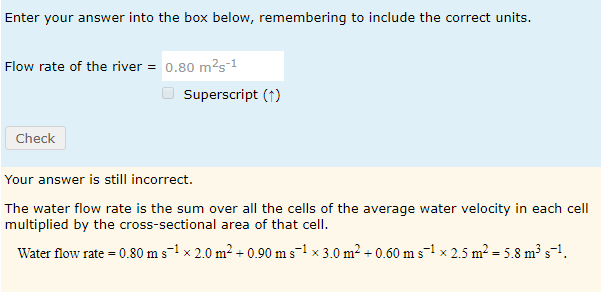 Enter your answer into the box below, remembering to include the correct units.
Flow rate of the river = 0.80 m²s⁻¹
Superscript (↑)
Check
Your answer is still incorrect.
The water flow rate is the sum over all the cells of the average water velocity in each cell
multiplied by the cross-sectional area of that cell.
Water flow rate = 0.80 m s⁻¹ × 2.0 m² + 0.90 m s⁻¹ × 3.0 m² + 0.60 m s⁻¹ × 2.5 m² = 5.8 m³ s⁻¹.